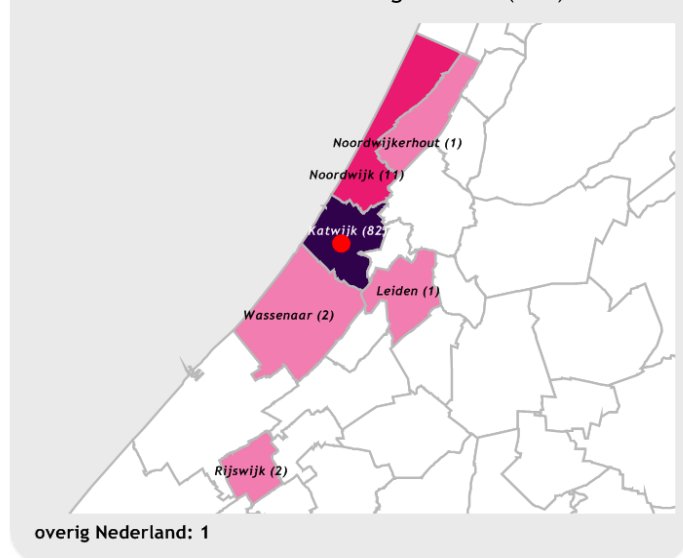 Noordwijkerhout (1)
Noordwijk (11)
Katwijk (82
Leiden (1)
Wassenaar (2)
Rijswijk (2)
overig Nederland: 1